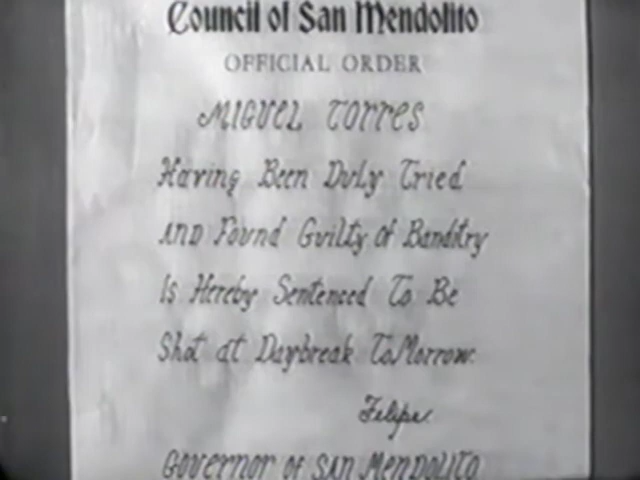 Council of San Mendolito
OFFICIAL ORDER
MIGUEL TORRES
Having Been Duly Tried
AND Found Guilty of Banditry
Is Hereby Sentenced To Be
Shot at Daybreak ToMorrow.
Felipe
GOVERNOR OF SAN MENDOLITO